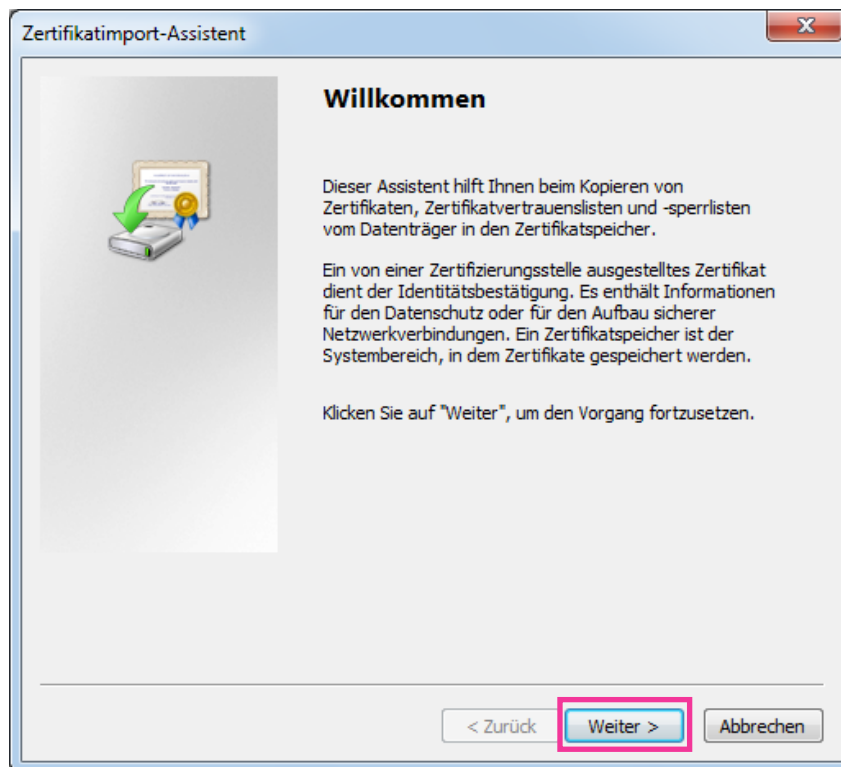 Zertifikatimport-Assistent
Willkommen
Dieser Assistent hilft Ihnen beim Kopieren von
Zertifikaten, Zertifikatvertrauenslisten und -sperrlisten
vom Datenträger in den Zertifikatspeicher.
Ein von einer Zertifizierungsstelle ausgestelltes Zertifikat
dient der Identitätsbestätigung. Es enthält Informationen
für den Datenschutz oder für den Aufbau sicherer
Netzwerkverbindungen. Ein Zertifikatspeicher ist der
Systembereich, in dem Zertifikate gespeichert werden.
Klicken Sie auf "Weiter", um den Vorgang fortzusetzen.
< Zurück Weiter > Abbrechen